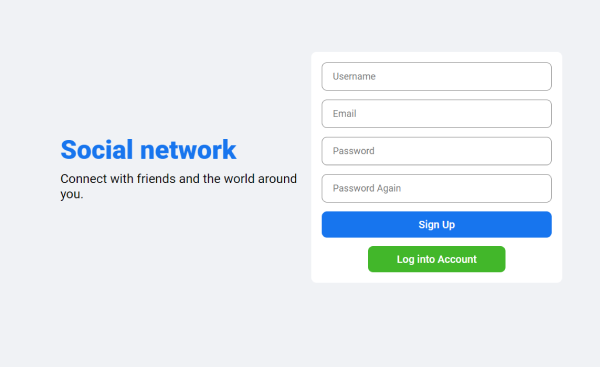 Social network
Connect with friends and the world around
you.
Username
Email
Password
Password Again
Sign Up
Log into Account